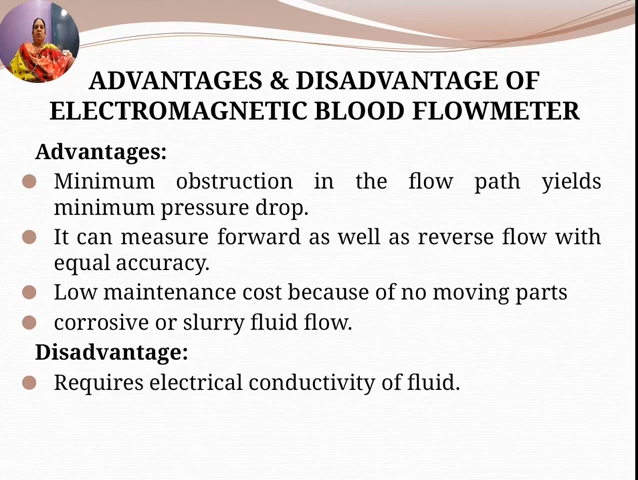 ADVANTAGES & DISADVANTAGE OF
ELECTROMAGNETIC BLOOD FLOWMETER
Advantages:
Minimum obstruction in the flow path yields
minimum pressure drop.
It can measure forward as well as reverse flow with
equal accuracy.
Low maintenance cost because of no moving parts
corrosive or slurry fluid flow.
Disadvantage:
Requires electrical conductivity of fluid.